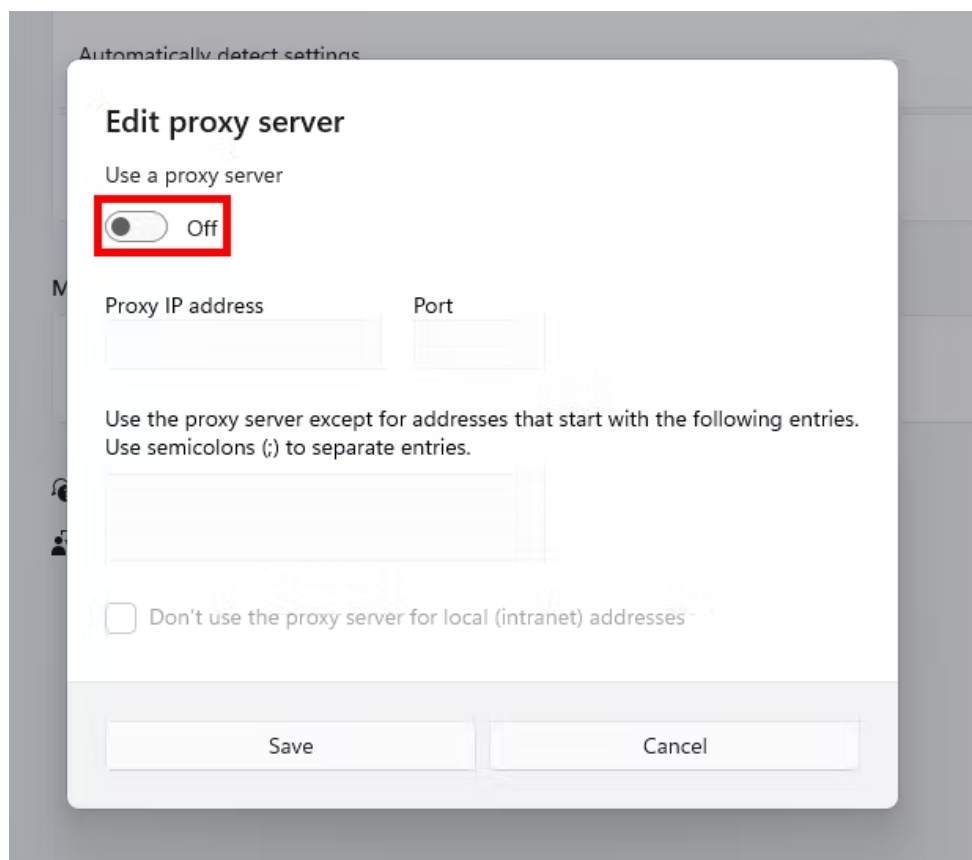 Automatically detect settings
Edit proxy server
Use a proxy server
Off
Proxy IP address Port
Use the proxy server except for addresses that start with the following entries.
Use semicolons (;) to separate entries.
Don't use the proxy server for local (intranet) addresses
Save Cancel